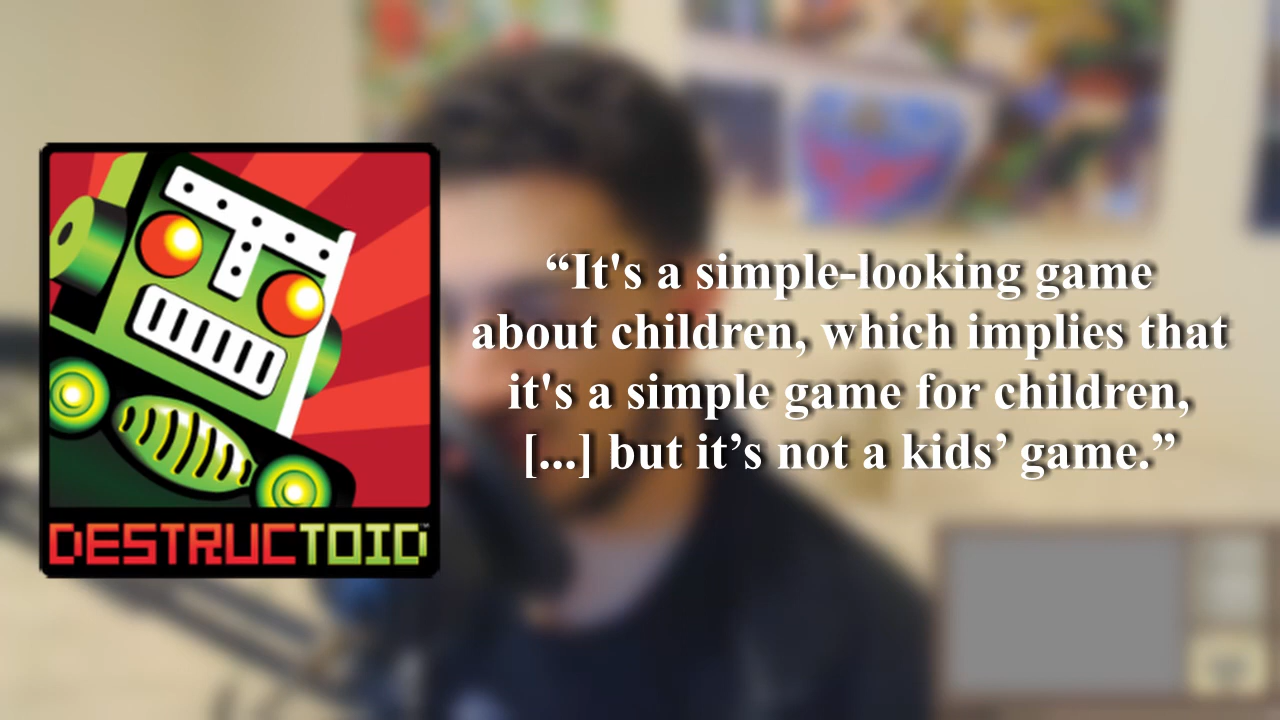 “It's a simple-looking game
about children, which implies that
it's a simple game for children,
[...] but it’s not a kids’ game.”
DESTRUCTOID™